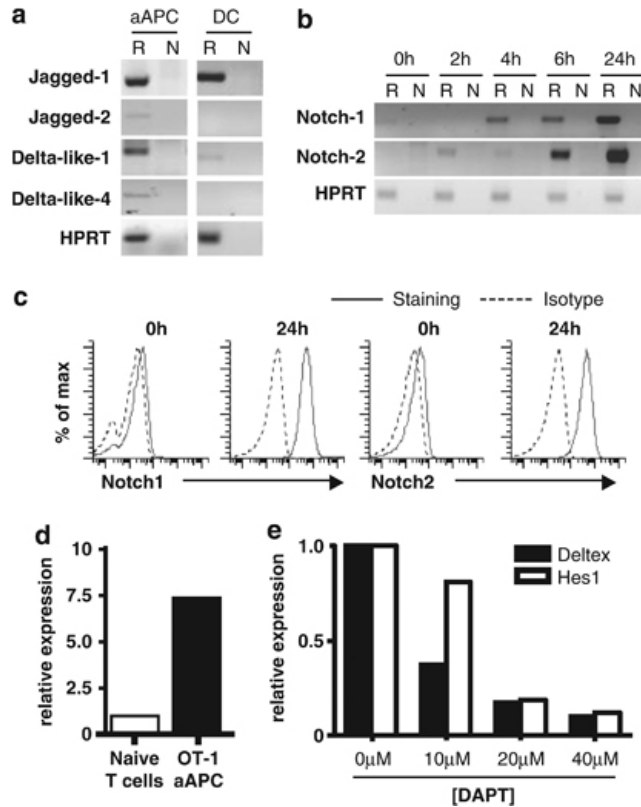 a
aAPC DC
R N R N
Jagged-1
Jagged-2
Delta-like-1
Delta-like-4
HPRT
b
0h 2h 4h 6h 24h
R N R N R N R N R N
Notch-1
Notch-2
HPRT
c
Staining Isotype
0h 24h 0h 24h
% of max
Notch1 Notch2
d
relative expression
10
7.5
5.0
2.5
0
Naive T cells
OT-1 aAPC
e
relative expression
1.0
0.5
0
Deltex
Hes1
0μM 10μM 20μM 40μM
[DAPT]